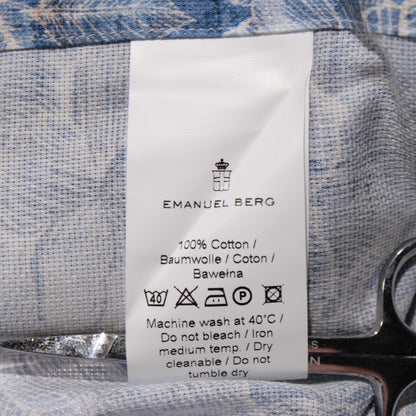 EMANUEL BERG
100% Cotton /
Baumwolle / Coton /
Bawełna
40 P
Machine wash at 40°C /
Do not bleach / Iron
medium temp. / Dry
cleanable / Do not
tumble dry